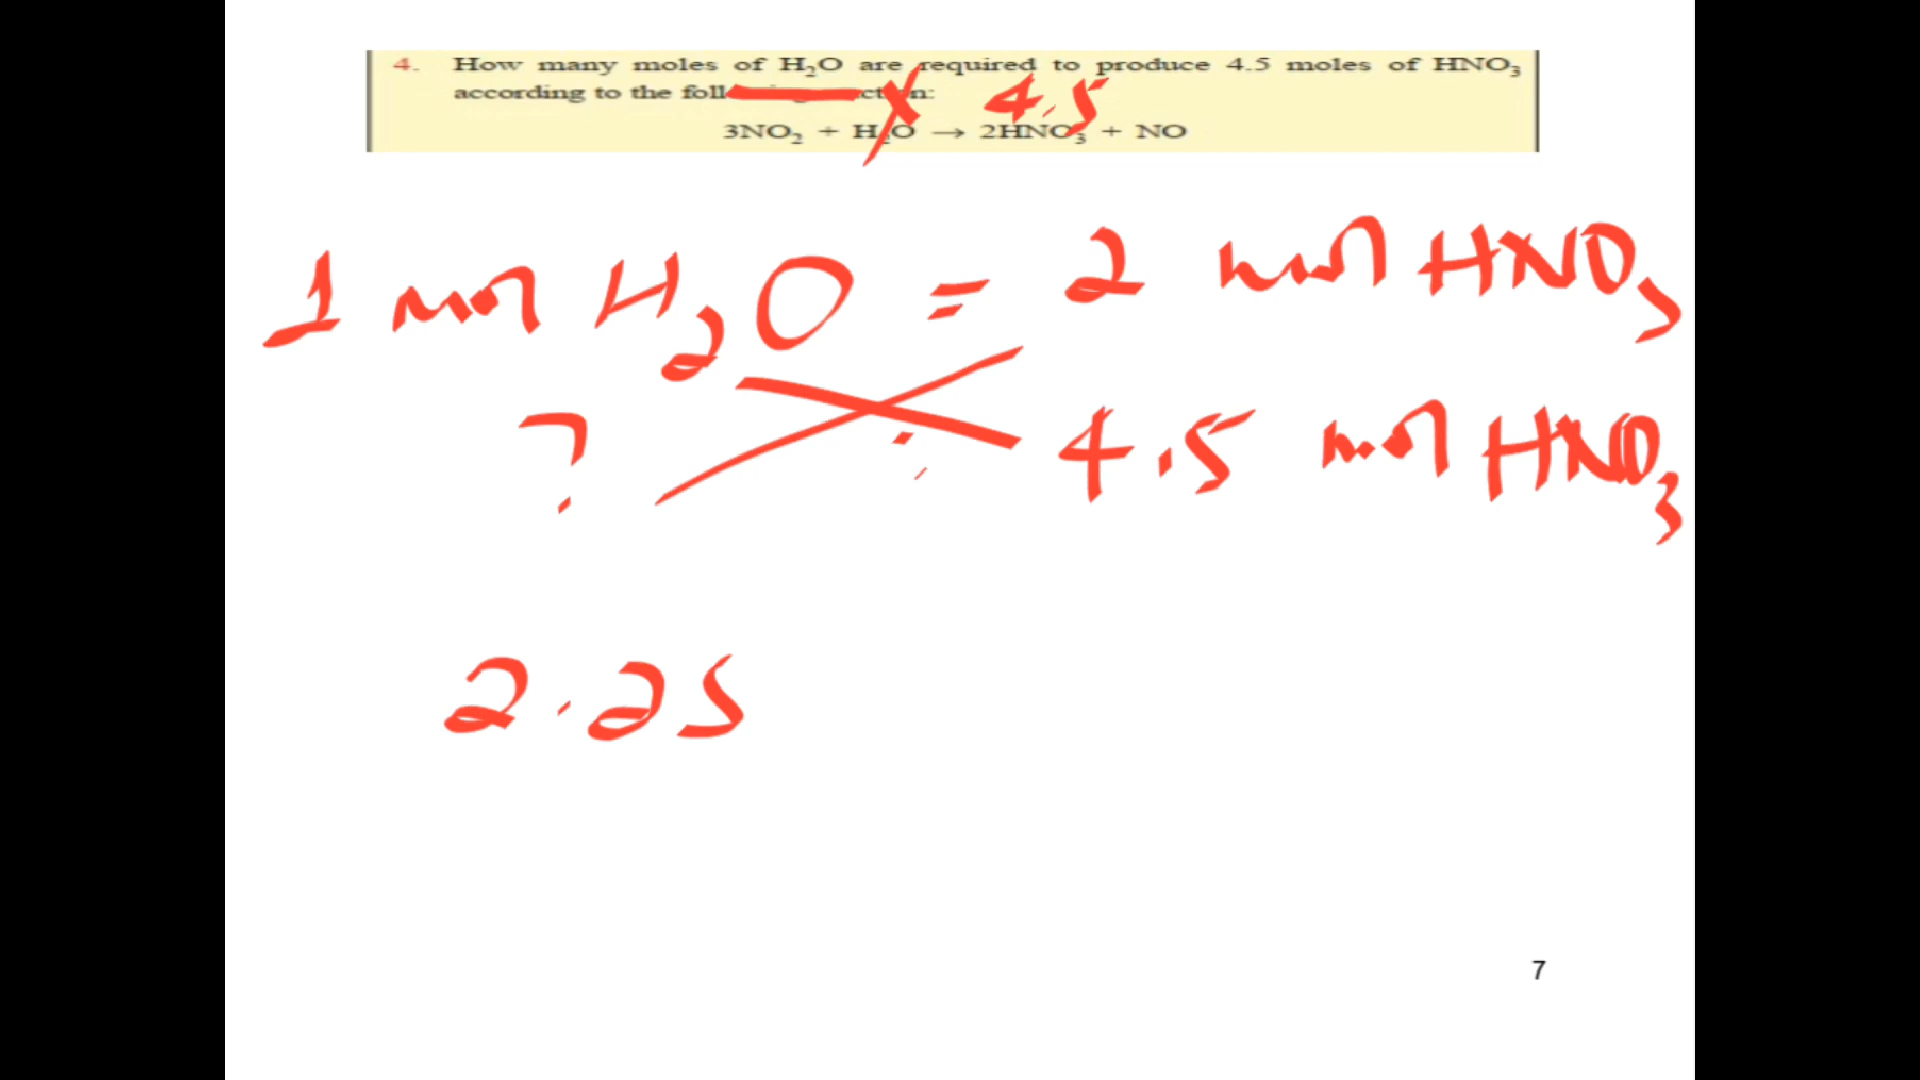 4. How many moles of H₂O are required to produce 4.5 moles of HNO₃
according to the foll
x 4.5
3NO₂ + H₂O → 2HNO₃ + NO
1 mol H₂O = 2 mol HNO₃
? 4.5 mol HNO₃
2.25
7